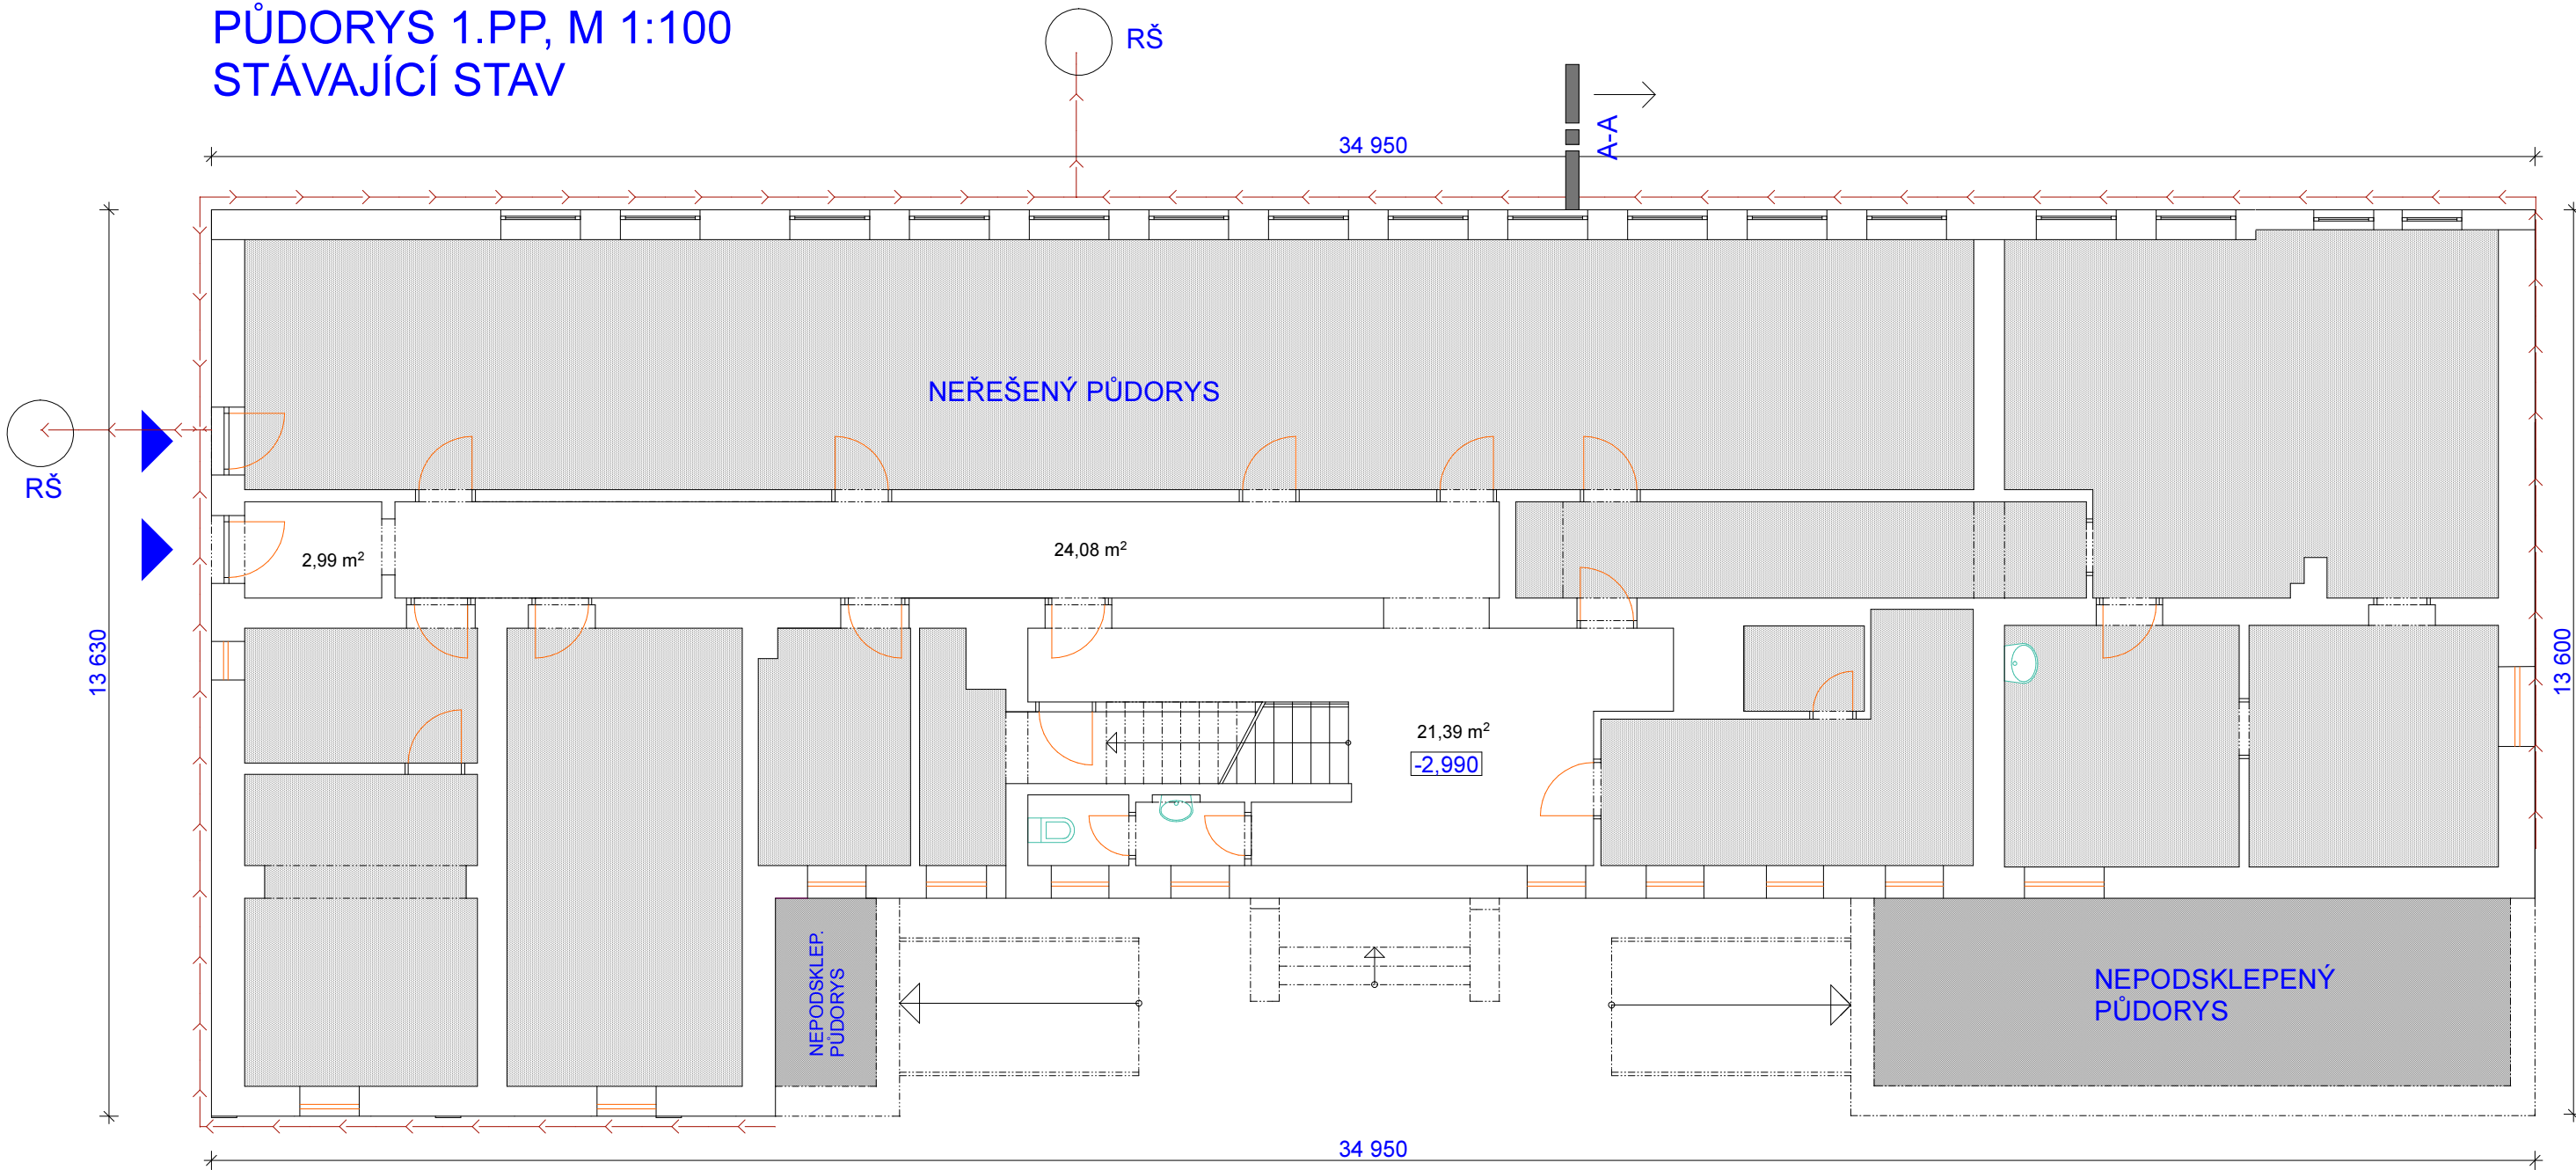 PŮDORYS 1.PP, M 1:100
STÁVAJÍCÍ STAV
RŠ
A-A
34 950
NEŘEŠENÝ PŮDORYS
RŠ
2,99 m²
24,08 m²
13 630
13 600
21,39 m²
-2,990
NEPODSKLEP.
PŮDORYS
NEPODSKLEPENÝ
PŮDORYS
34 950